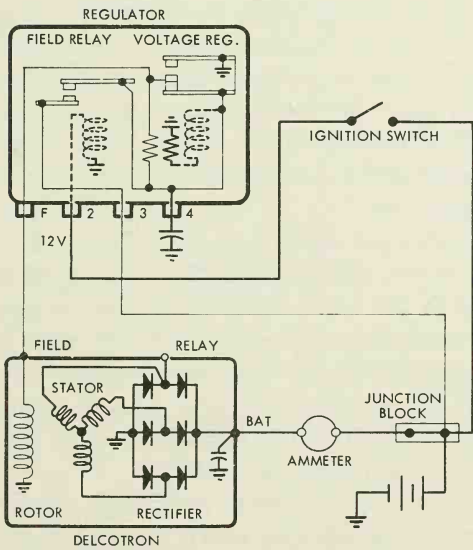 REGULATOR
FIELD RELAY VOLTAGE REG.
IGNITION SWITCH
F 2 3 4
12V
FIELD RELAY
STATOR
JUNCTION
BLOCK
BAT
AMMETER
ROTOR RECTIFIER
DELCOTRON